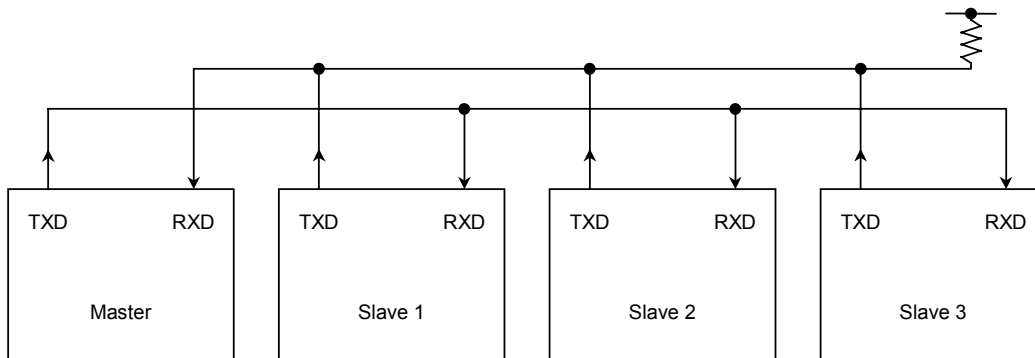 TXD RXD TXD RXD TXD RXD TXD RXD
Master Slave 1 Slave 2 Slave 3